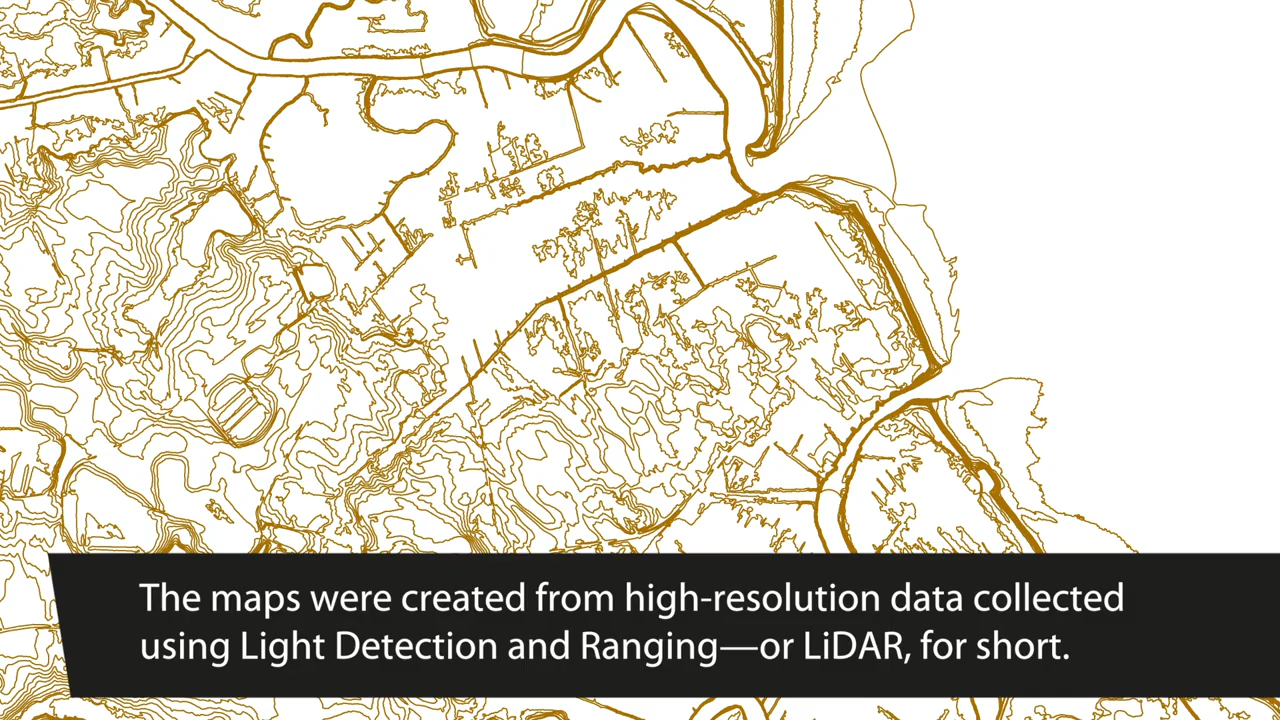 The maps were created from high-resolution data collected
using Light Detection and Ranging—or LiDAR, for short.